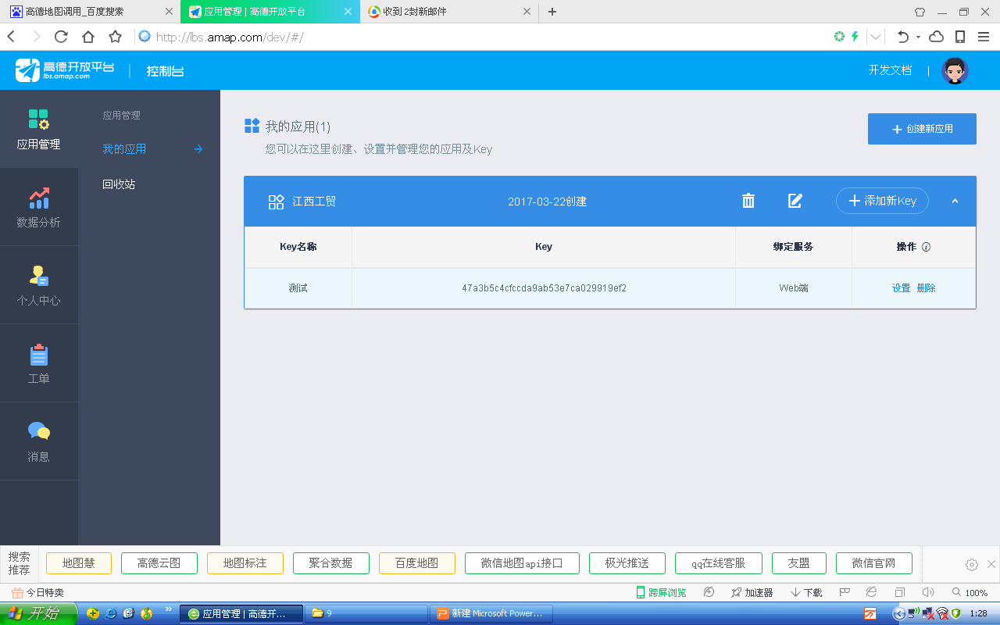 高德地图调用_百度搜索
应用管理 | 高德开放平台
收到 2封新邮件
http://lbs.amap.com/dev/#/
高德开放平台
lbs.amap.com
控制台
开发文档
应用管理
数据分析
个人中心
工单
消息
应用管理
我的应用
回收站
我的应用(1)
您可以在这里创建、设置并管理您的应用及Key
创建新应用
江西工贸 2017-03-22创建 添加新Key
Key名称 Key 绑定服务 操作
测试 47a3b5c4cfccda9ab53e7ca029919ef2 Web端 设置 删除
搜索
推荐
地图慧 高德云图 地图标注 聚合数据 百度地图 微信地图api接口 极光推送 qq在线客服 友盟 微信官网
今日特卖 跨屏浏览 加速器 下载 100%
开始 应用管理 | 高德开... 9 新建 Microsoft Power... 1:28